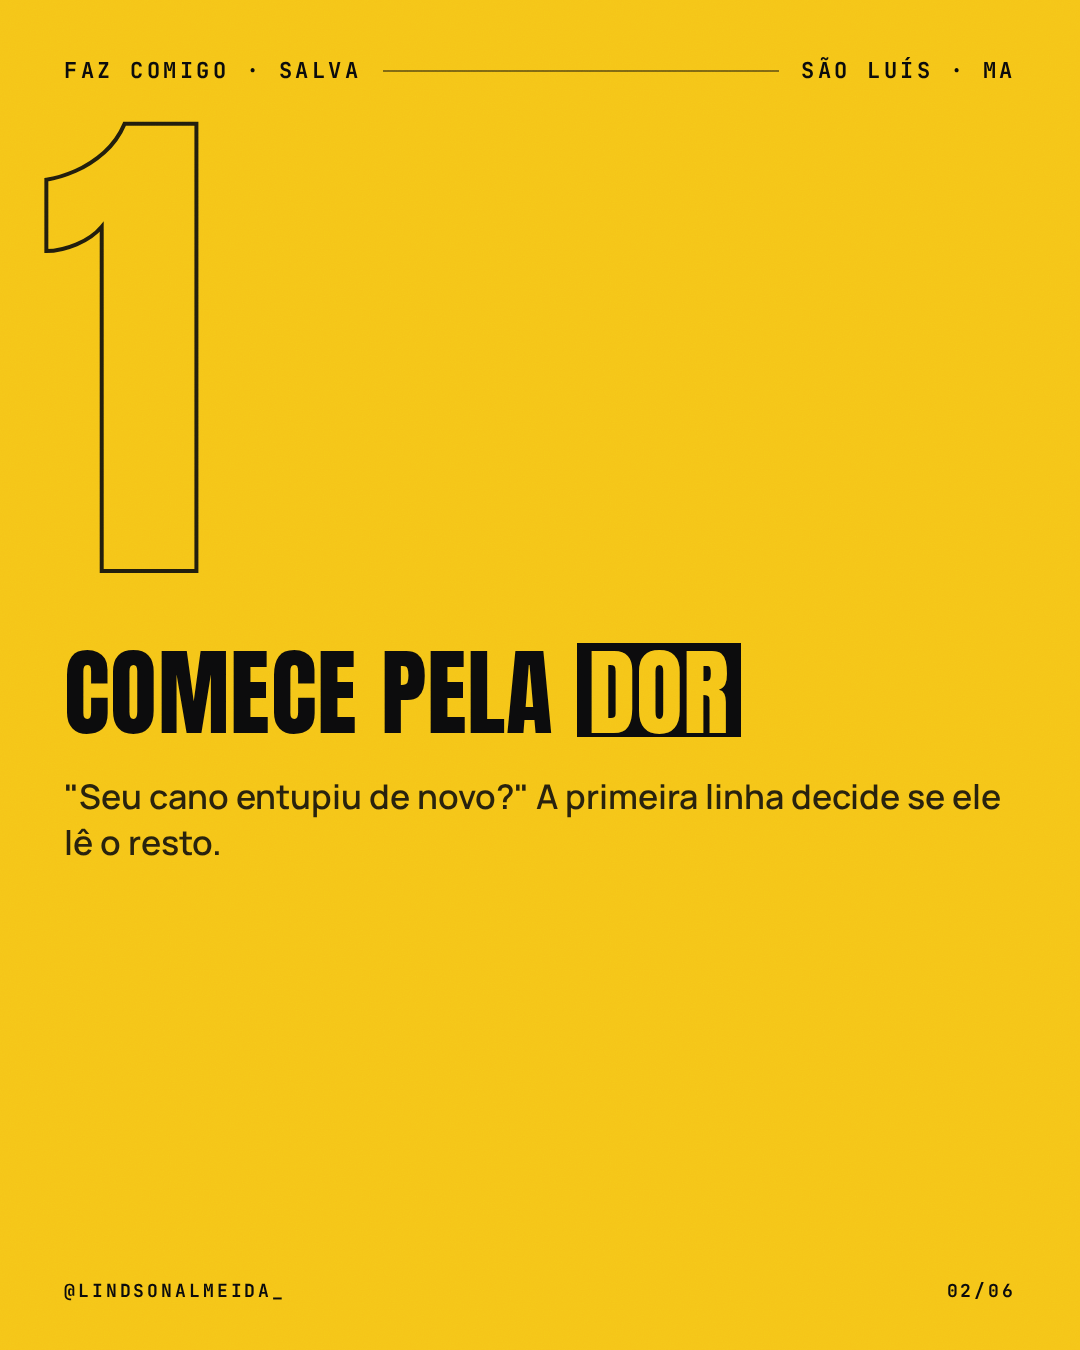 FAZ COMIGO · SALVA SÃO LUÍS · MA
1
COMECE PELA DOR
"Seu cano entupiu de novo?" A primeira linha decide se ele
lê o resto.
@LINDSONALMEIDA_ 02/06